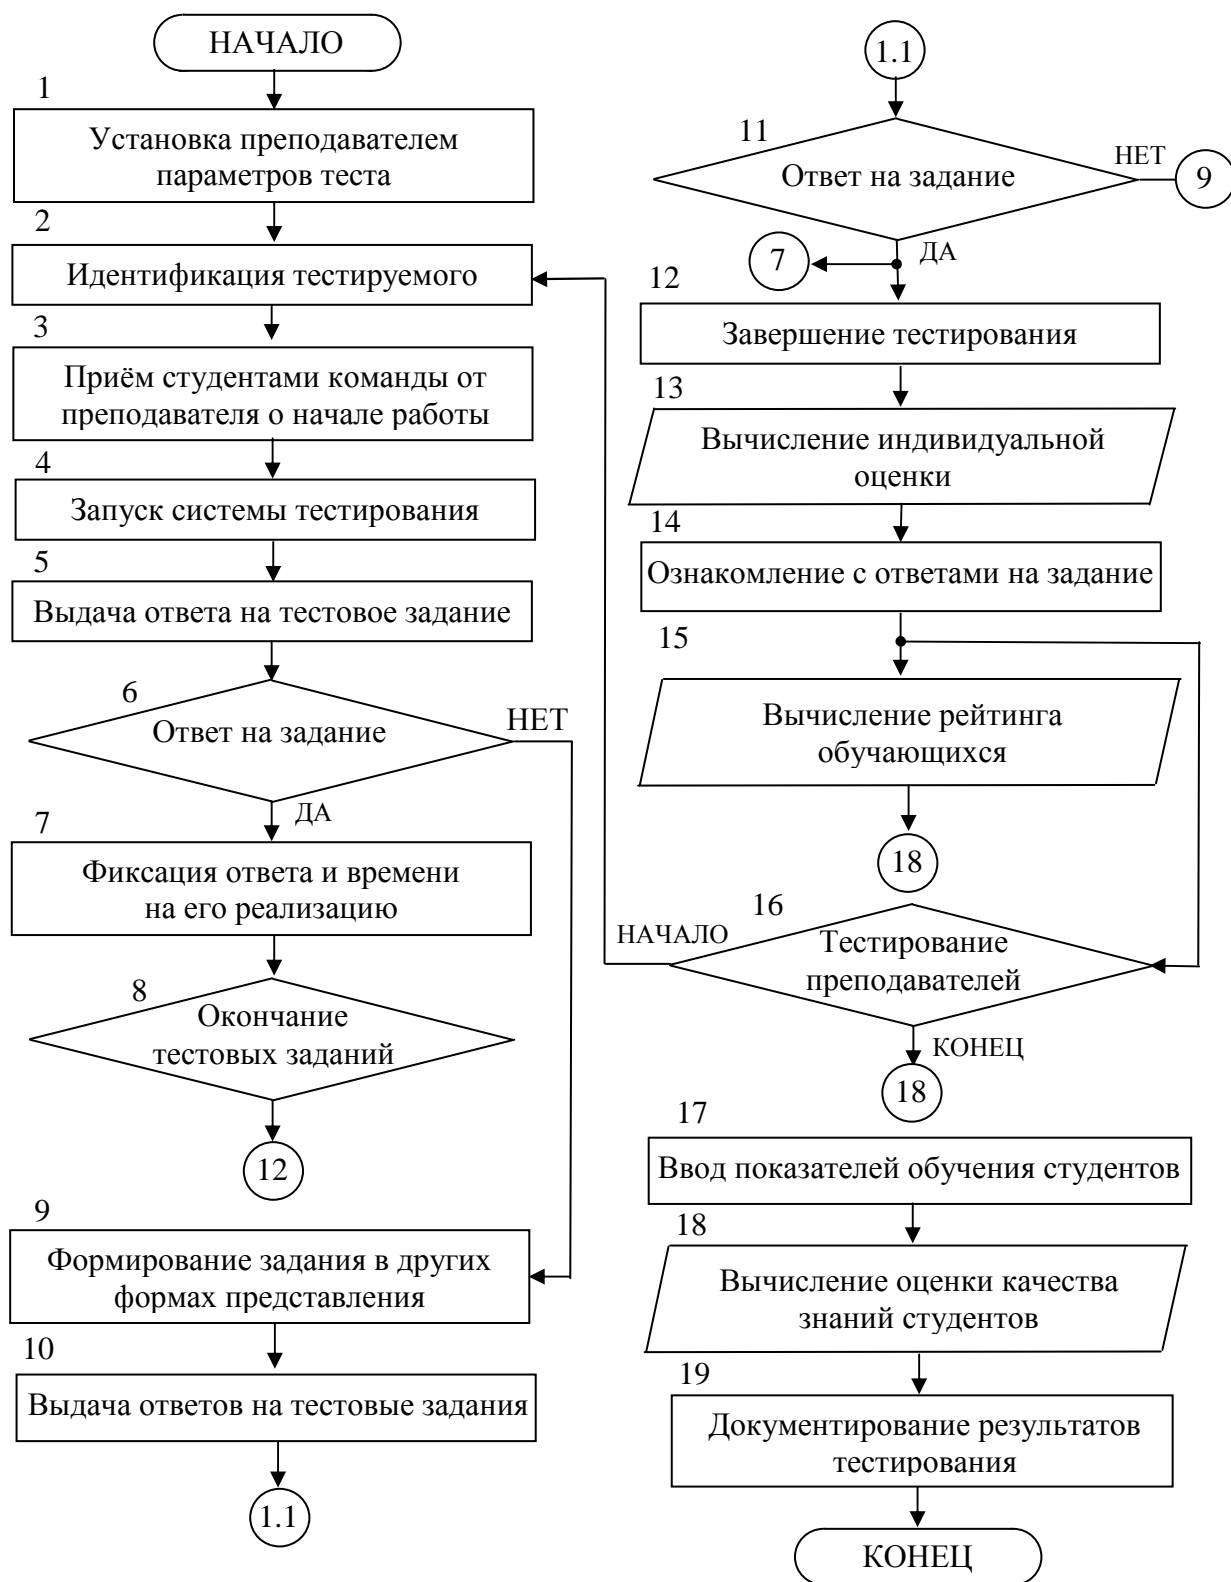 НАЧАЛО
1
Установка преподавателем
параметров теста
2
Идентификация тестируемого
3
Приём студентами команды от
преподавателя о начале работы
4
Запуск системы тестирования
5
Выдача ответа на тестовое задание
6
Ответ на задание
НЕТ
ДА
7
Фиксация ответа и времени
на его реализацию
8
Окончание
тестовых заданий
12
9
Формирование задания в других
формах представления
10
Выдача ответов на тестовые задания
1.1
1.1
11
Ответ на задание
НЕТ
9
ДА
7
12
Завершение тестирования
13
Вычисление индивидуальной
оценки
14
Ознакомление с ответами на задание
15
Вычисление рейтинга
обучающихся
18
16
НАЧАЛО
Тестирование
преподавателей
КОНЕЦ
18
17
Ввод показателей обучения студентов
18
Вычисление оценки качества
знаний студентов
19
Документирование результатов
тестирования
КОНЕЦ